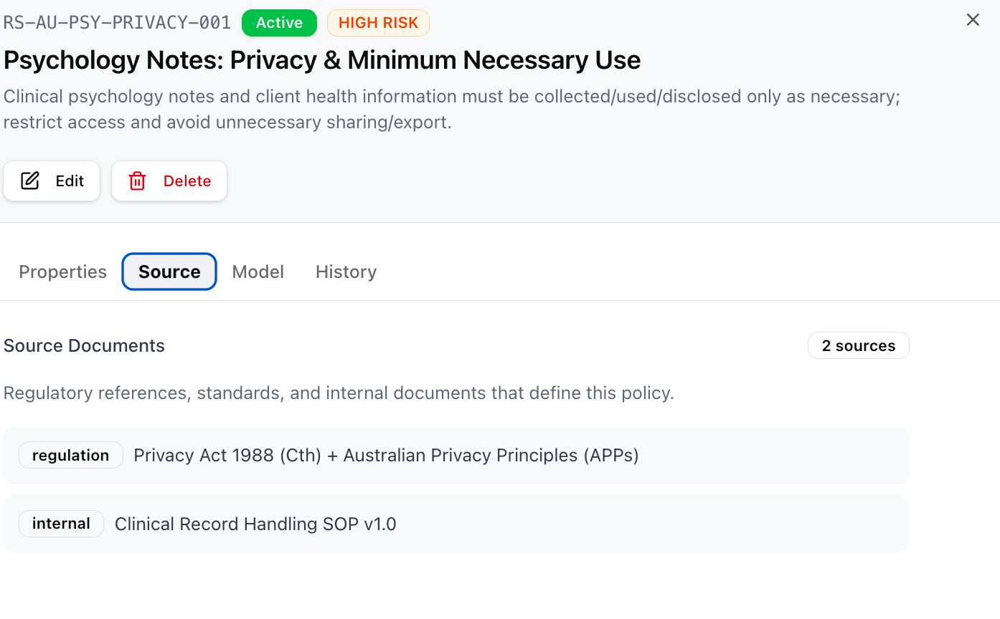 RS-AU-PSY-PRIVACY-001 Active HIGH RISK
Psychology Notes: Privacy & Minimum Necessary Use
Clinical psychology notes and client health information must be collected/used/disclosed only as necessary;
restrict access and avoid unnecessary sharing/export.
Edit Delete
Properties Source Model History
Source Documents 2 sources
Regulatory references, standards, and internal documents that define this policy.
regulation Privacy Act 1988 (Cth) + Australian Privacy Principles (APPs)
internal Clinical Record Handling SOP v1.0